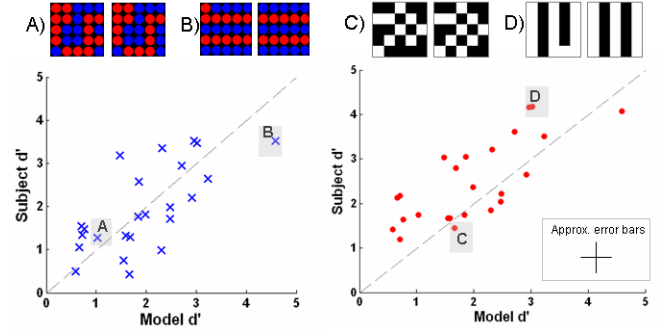 A)
B)
C)
D)
5
4
3
2
1
0
Subject d'
A
B
0 1 2 3 4 5
Model d'
5
4
3
2
1
0
Subject d'
D
C
Approx. error bars
0 1 2 3 4 5
Model d'